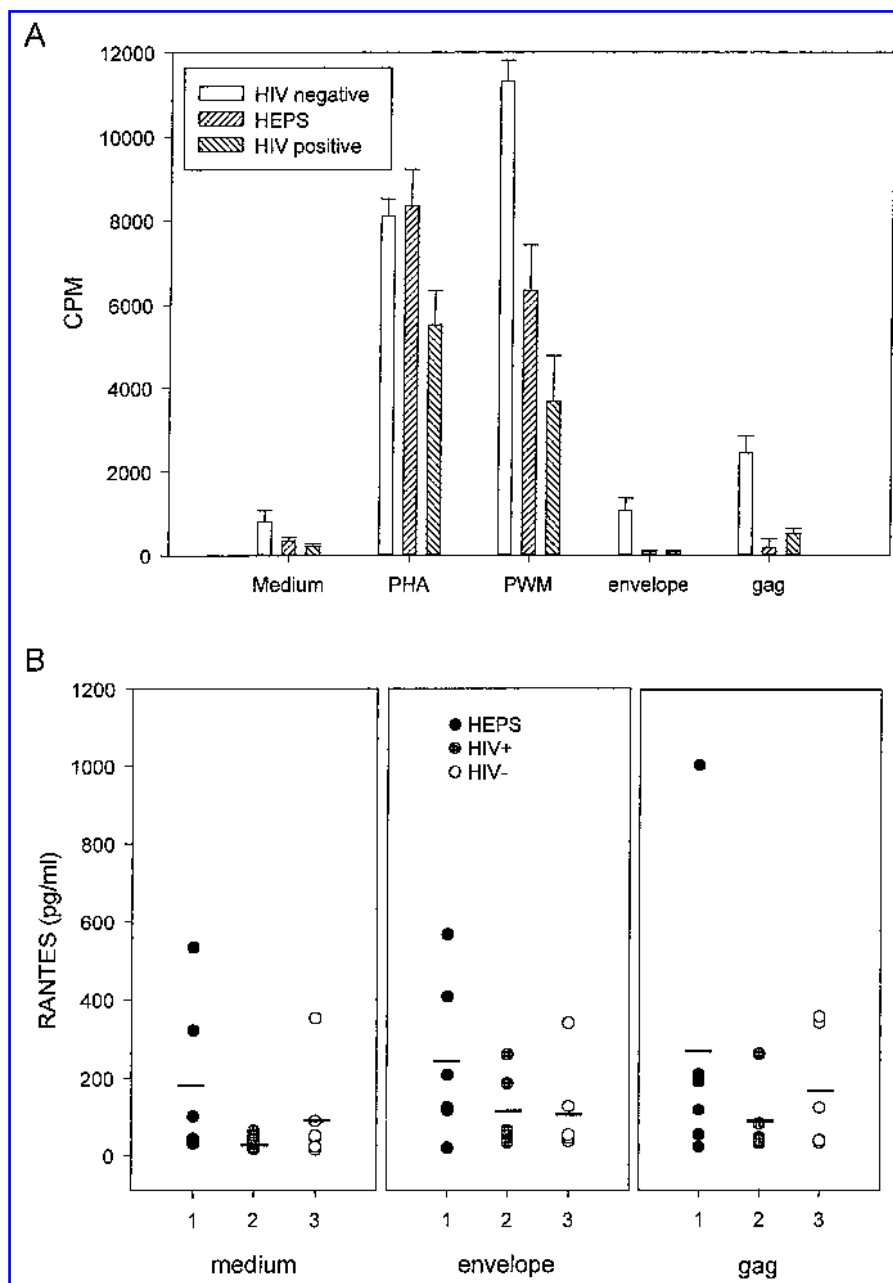 A
12000
10000
8000
6000
4000
2000
0
CPM
HIV negative
HEPS
HIV positive
Medium PHA PWM envelope gag
B
1200
1000
800
600
400
200
0
RANTES (pg/ml)
HEPS
HIV+
HIV-
1 2 3 1 2 3 1 2 3
medium envelope gag